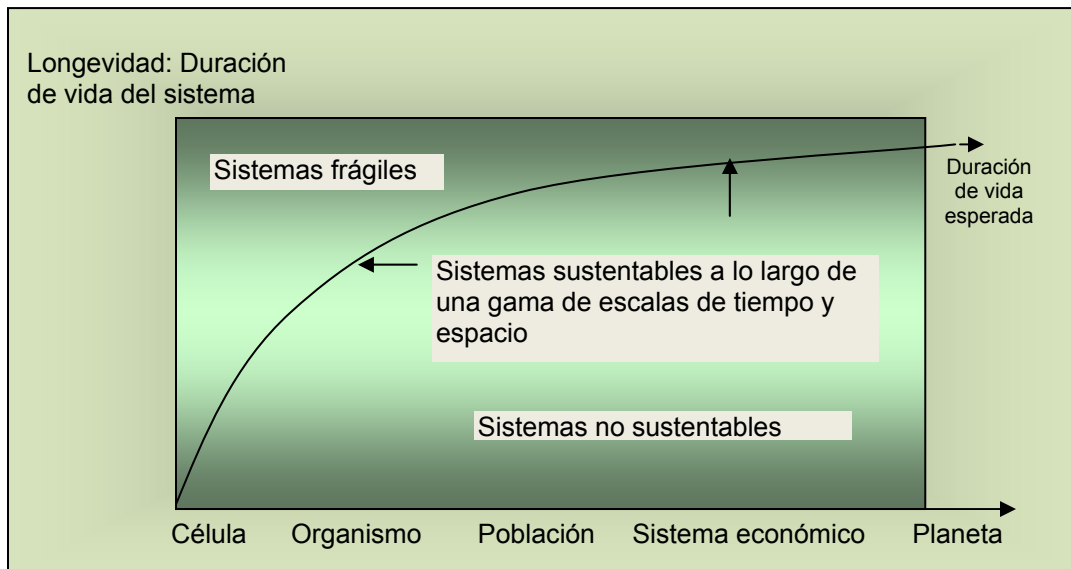 Longevidad: Duración
de vida del sistema
Sistemas frágiles
Duración
de vida
esperada
Sistemas sustentables a lo largo de
una gama de escalas de tiempo y
espacio
Sistemas no sustentables
Célula Organismo Población Sistema económico Planeta